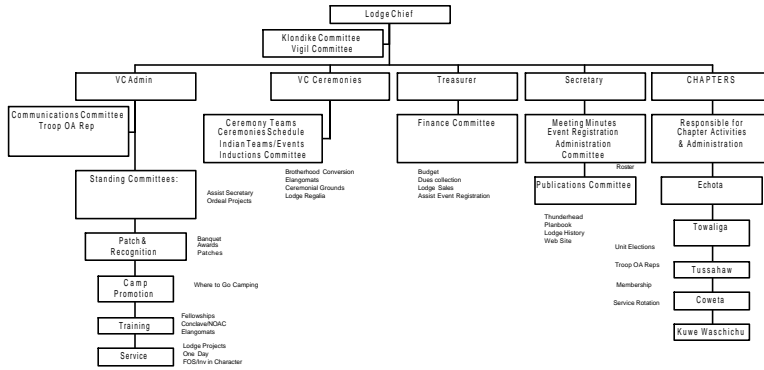 Lodge Chief
Klondike Committee
Vigil Committee
VC Admin
VC Ceremonies
Treasurer
Secretary
CHAPTERS
Communications Committee
Troop OA Rep
Ceremony Teams
Ceremonies Schedule
Indian Teams/Events
Inductions Committee
Finance Committee
Meeting Minutes
Event Registration
Administration
Committee
Responsible for
Chapter Activities
& Administration
Standing Committees:
Assist Secretary
Ordeal Projects
Brotherhood Conversion
Elangomats
Ceremonial Grounds
Lodge Regalia
Budget
Dues collection
Lodge Sales
Assist Event Registration
Roster
Publications Committee
Echota
Thunderhead
Planbook
Lodge History
Web Site
Towaliga
Unit Elections
Patch &
Recognition
Banquet
Awards
Patches
Troop OA Reps
Tussahaw
Camp
Promotion
Where to Go Camping
Membership
Coweta
Service Rotation
Training
Fellowships
Conclave/NOAC
Elangomats
Kuwe Waschichu
Service
Lodge Projects
One Day
FOS/Inv in Character